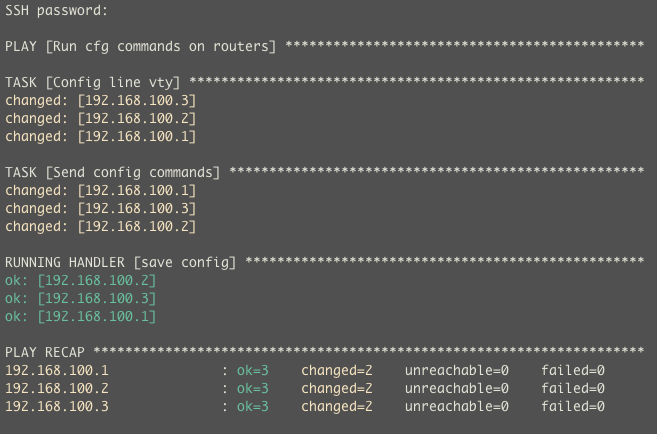 SSH password:
PLAY [Run cfg commands on routers] *********************************************
TASK [Config line vty] *********************************************************
changed: [192.168.100.3]
changed: [192.168.100.2]
changed: [192.168.100.1]
TASK [Send config commands] ****************************************************
changed: [192.168.100.1]
changed: [192.168.100.3]
changed: [192.168.100.2]
RUNNING HANDLER [save config] **************************************************
ok: [192.168.100.2]
ok: [192.168.100.3]
ok: [192.168.100.1]
PLAY RECAP *********************************************************************
192.168.100.1              : ok=3    changed=2    unreachable=0    failed=0
192.168.100.2              : ok=3    changed=2    unreachable=0    failed=0
192.168.100.3              : ok=3    changed=2    unreachable=0    failed=0